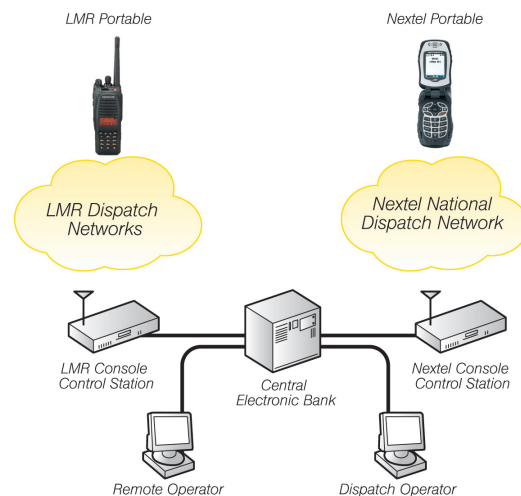 LMR Portable
Nextel Portable
LMR Dispatch
Networks
Nextel National
Dispatch Network
LMR Console
Control Station
Central
Electronic Bank
Nextel Console
Control Station
Remote Operator
Dispatch Operator